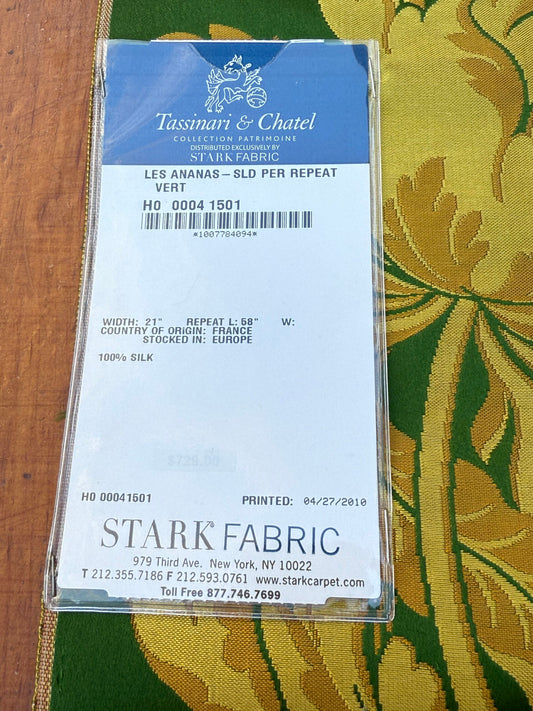 Tassinari & Chatel
COLLECTION PATRIMOINE
DISTRIBUTED EXCLUSIVELY BY
STARK FABRIC
LES ANANAS-SLD PER REPEAT
VERT
H0 0004 1501
*1007784094*
WIDTH: 21" REPEAT L: 58" W:
COUNTRY OF ORIGIN: FRANCE
STOCKED IN: EUROPE
100% SILK
$729.00
H0 00041501 PRINTED: 04/27/2010
STARK FABRIC
979 Third Ave. New York, NY 10022
T 212.355.7186 F 212.593.0761 www.starkcarpet.com
Toll Free 877.746.7699